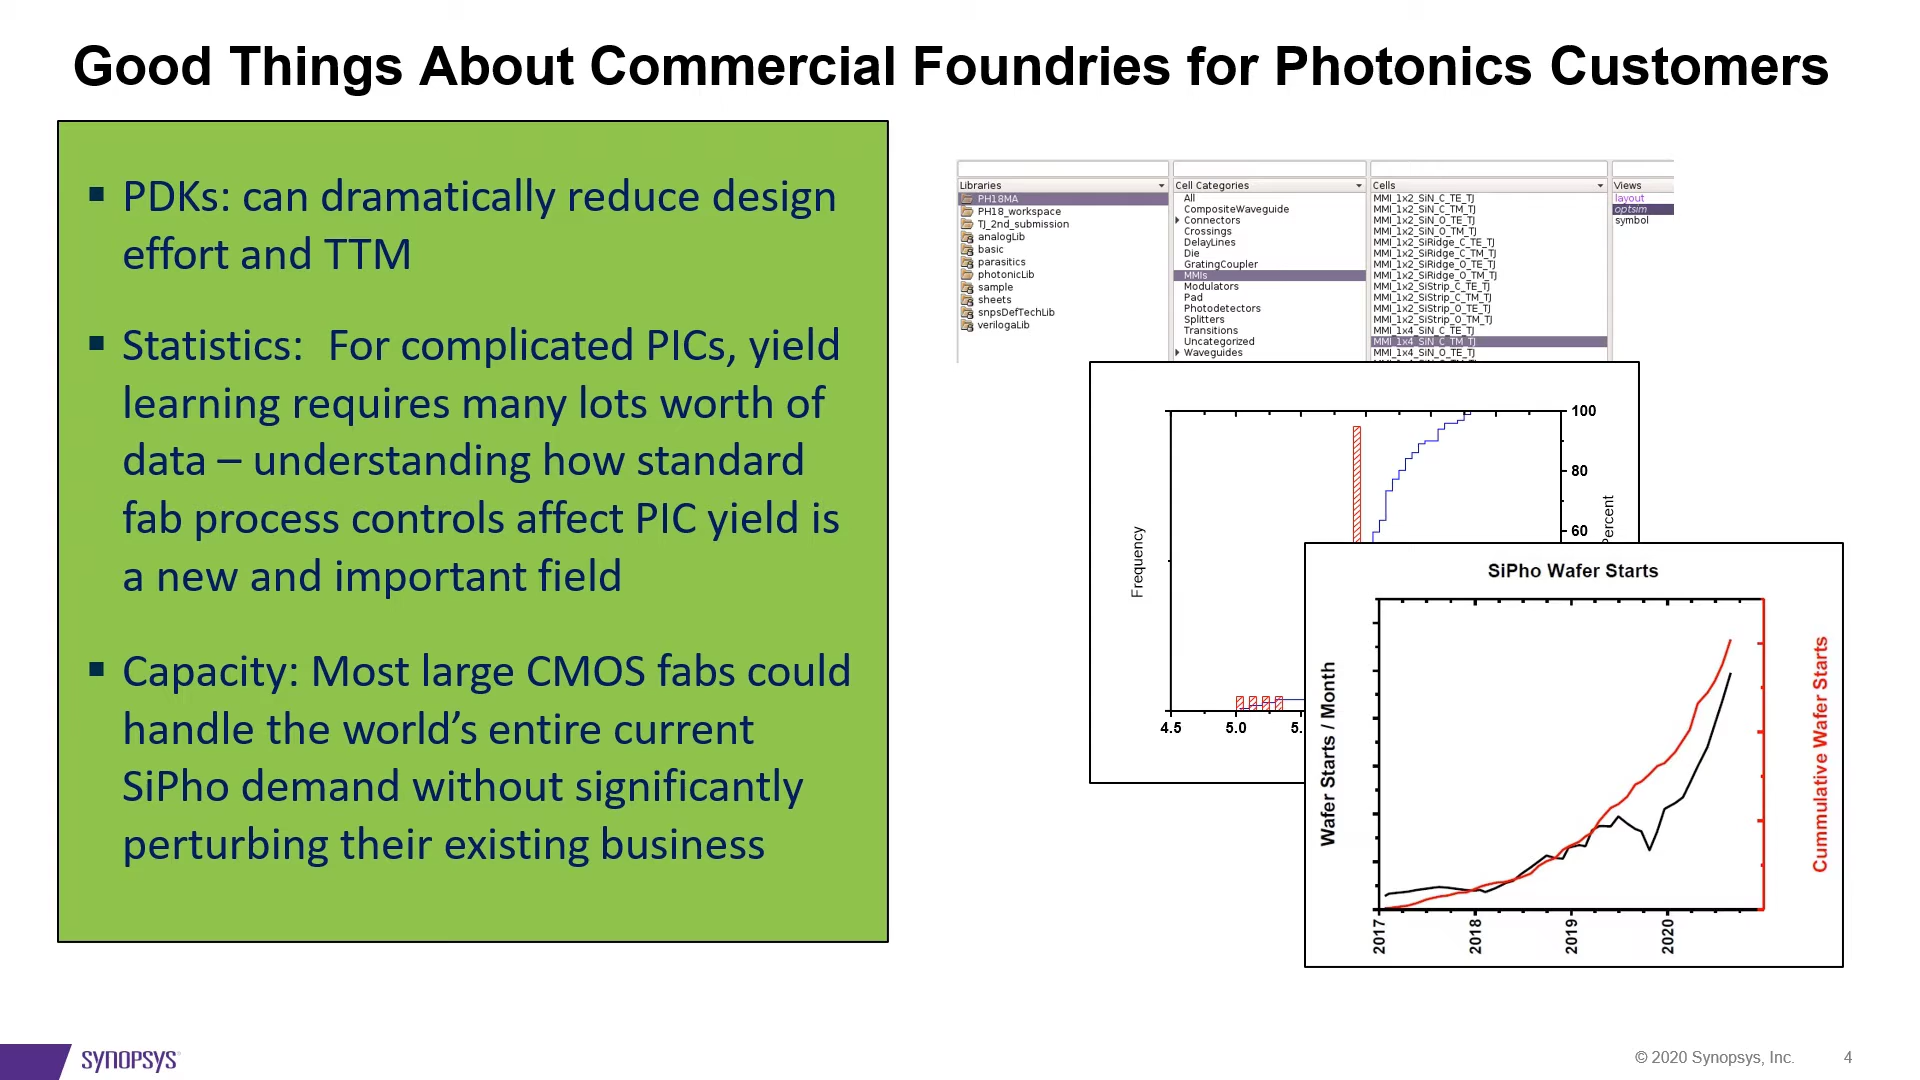 Good Things About Commercial Foundries for Photonics Customers
▪ PDKs: can dramatically reduce design
effort and TTM
▪ Statistics:  For complicated PICs, yield
learning requires many lots worth of
data – understanding how standard
fab process controls affect PIC yield is
a new and important field
▪ Capacity: Most large CMOS fabs could
handle the world’s entire current
SiPho demand without significantly
perturbing their existing business
Libraries
PH18MA
PH18_workspace
TJ_2nd_submission
analogLib
basic
parasitics
photonicLib
sample
sheets
snpsDefTechLib
verilogaLib
Cell Categories
All
CompositeWaveguide
Connectors
Crossings
DelayLines
Die
GratingCoupler
MMIs
Modulators
Pad
Photodetectors
Splitters
Transitions
Uncategorized
Waveguides
Cells
MMI_1x2_SiN_C_TE_TJ
MMI_1x2_SiN_C_TM_TJ
MMI_1x2_SiN_O_TE_TJ
MMI_1x2_SiN_O_TM_TJ
MMI_1x2_SiRidge_C_TE_TJ
MMI_1x2_SiRidge_C_TM_TJ
MMI_1x2_SiRidge_O_TE_TJ
MMI_1x2_SiRidge_O_TM_TJ
MMI_1x2_SiStrip_C_TE_TJ
MMI_1x2_SiStrip_C_TM_TJ
MMI_1x2_SiStrip_O_TE_TJ
MMI_1x2_SiStrip_O_TM_TJ
MMI_1x4_SiN_C_TE_TJ
MMI_1x4_SiN_C_TM_TJ
MMI_1x4_SiN_O_TE_TJ
Views
layout
optsim
symbol
Frequency
4.5
5.0
5.
100
80
60
Percent
SiPho Wafer Starts
Wafer Starts / Month
Cummulative Wafer Starts
2017
2018
2019
2020
SYNOPSYS
© 2020 Synopsys, Inc.
4